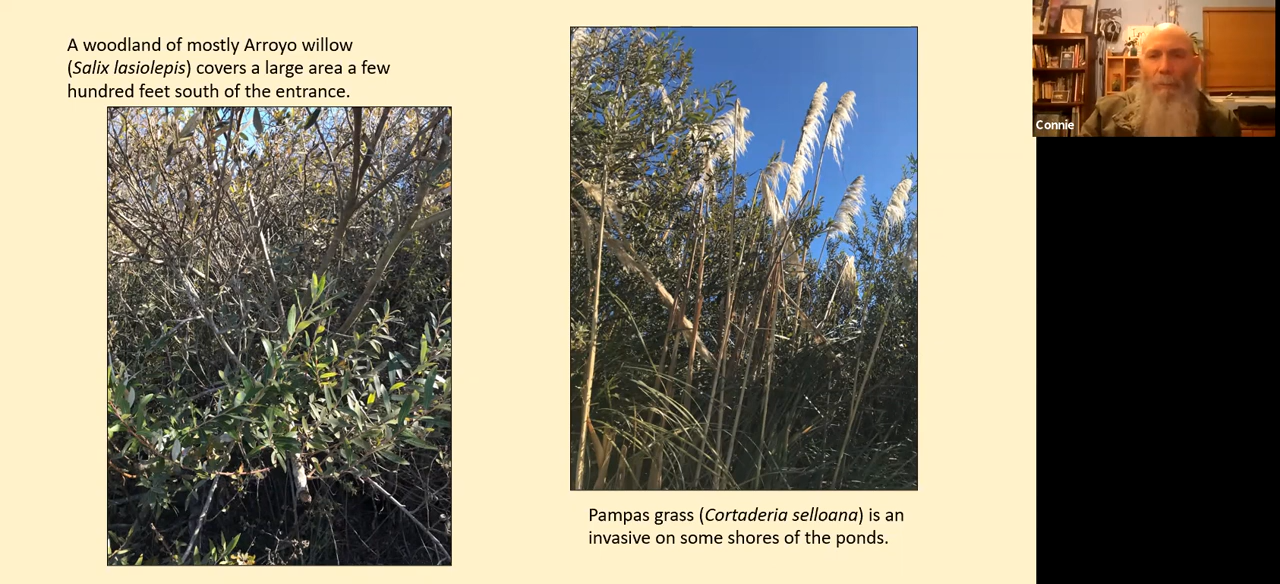 A woodland of mostly Arroyo willow
(Salix lasiolepis) covers a large area a few
hundred feet south of the entrance.
Pampas grass (Cortaderia selloana) is an
invasive on some shores of the ponds.
Connie